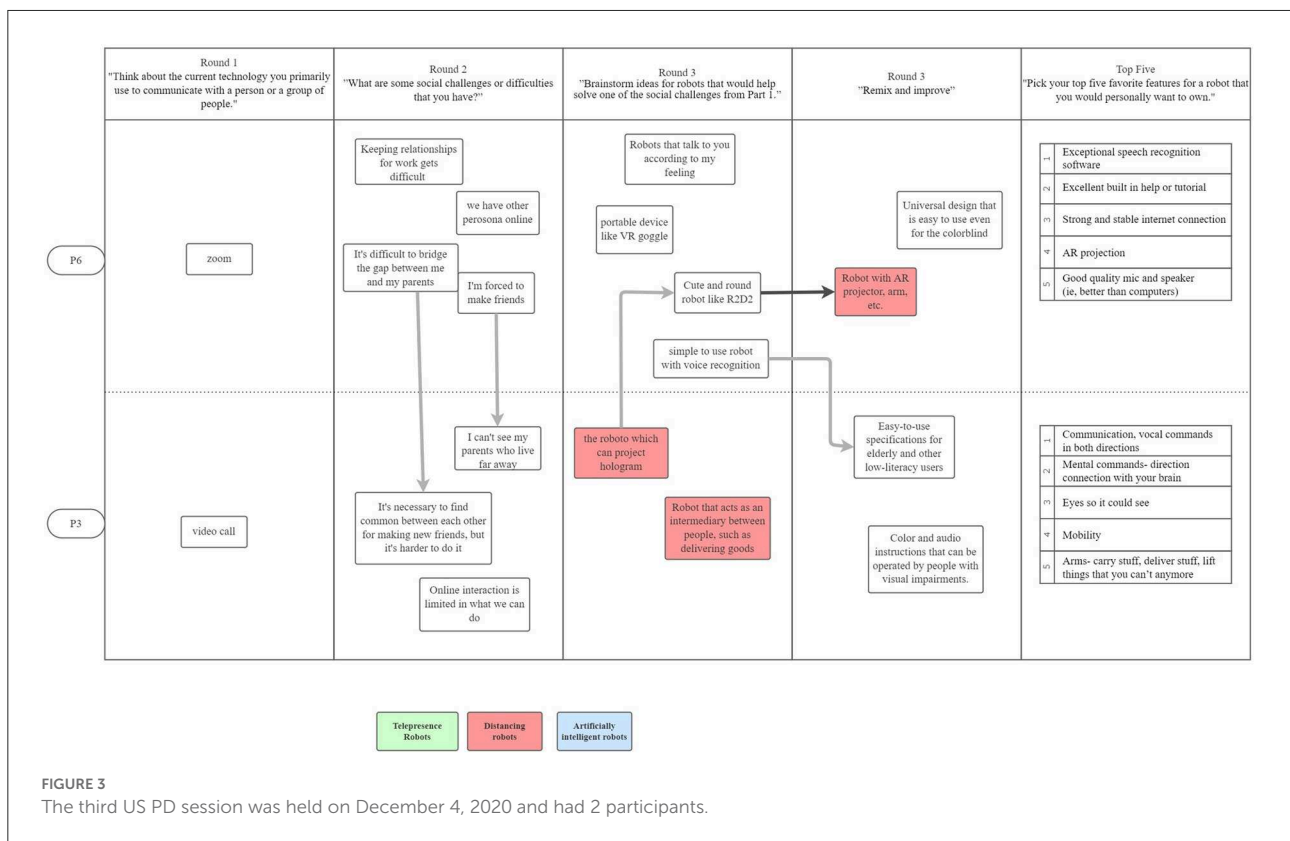 Round 1
"Think about the current technology you primarily
use to communicate with a person or a group of
people."
Round 2
"What are some social challenges or difficulties
that you have?"
Round 3
"Brainstorm ideas for robots that would help
solve one of the social challenges from Part 1."
Round 3
"Remix and improve"
Top Five
"Pick your top five favorite features for a robot that
you would personally want to own."
P6
zoom
Keeping relationships
for work gets
difficult
we have other
perosona online
It's difficult to bridge
the gap between me
and my parents
I'm forced to
make friends
Robots that talk to you
according to my
feeling
portable device
like VR goggle
Cute and round
robot like R2D2
simple to use robot
with voice recognition
Universal design that
is easy to use even
for the colorblind
Robot with AR
projector, arm,
etc.
1 Exceptional speech recognition
software
2 Excellent built in help or tutorial
3 Strong and stable internet connection
4 AR projection
5 Good quality mic and speaker
(ie, better than computers)
P3
video call
I can't see my
parents who live
far away
It's necessary to find
common between each other
for making new friends, but
it's harder to do it
Online interaction is
limited in what we can
do
the roboto which
can project
hologram
Robot that acts as an
intermediary between
people, such as
delivering goods
Easy-to-use
specifications for
elderly and other
low-literacy users
Color and audio
instructions that can be
operated by people with
visual impairments.
1 Communication, vocal commands
in both directions
2 Mental commands- direction
connection with your brain
3 Eyes so it could see
4 Mobility
5 Arms- carry stuff, deliver stuff, lift
things that you can't anymore
Telepresence
Robots
Distancing
robots
Artificially
intelligent robots
FIGURE 3
The third US PD session was held on December 4, 2020 and had 2 participants.